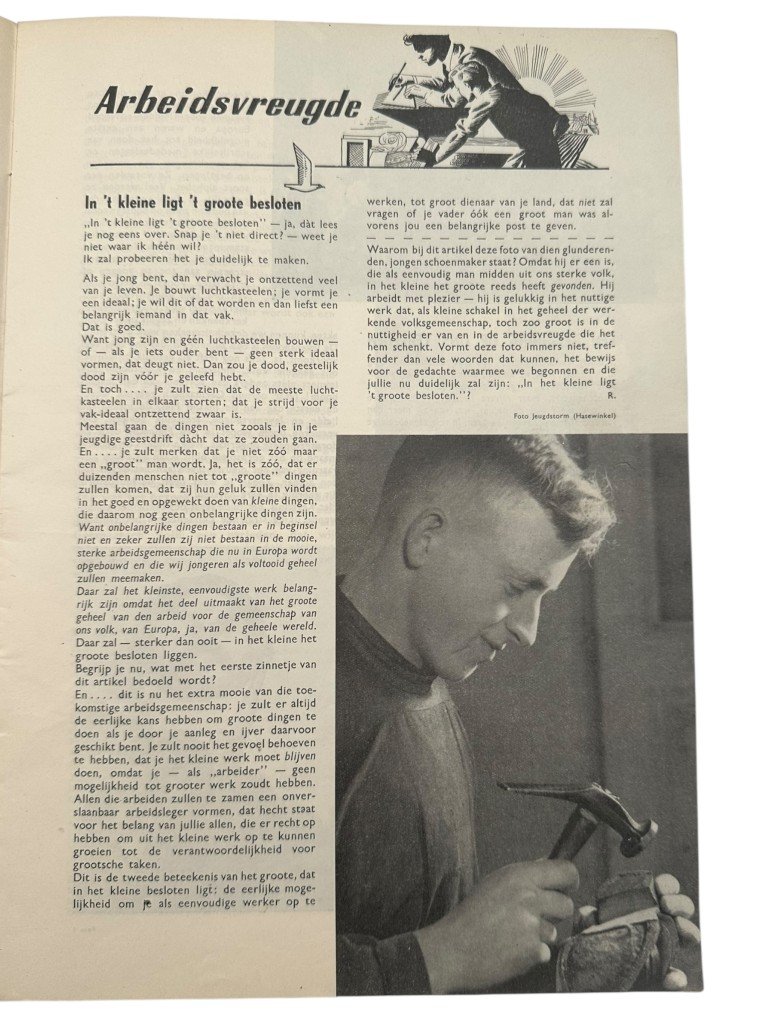 Arbeidsvreugde
In 't kleine ligt 't groote besloten
„In 't kleine ligt 't groote besloten” — ja, dàt lees
je nog eens over. Snap je 't niet direct? — weet je
niet waar ik héén wil?
Ik zal probeeren het je duidelijk te maken.
Als je jong bent, dan verwacht je ontzettend veel
van je leven. Je bouwt luchtkasteelen; je vormt je
een ideaal; je wil dit of dat worden en dan liefst een
belangrijk iemand in dat vak.
Dat is goed.
Want jong zijn en géén luchtkasteelen bouwen —
of — als je iets ouder bent — geen sterk ideaal
vormen, dat deugt niet. Dan zou je dood, geestelijk
dood zijn vóór je geleefd hebt.
En toch .... je zult zien dat de meeste lucht-
kasteelen in elkaar storten; dat je strijd voor je
vak-ideaal ontzettend zwaar is.
Meestal gaan de dingen niet zooals je in je
jeugdige geestdrift dàcht dat ze zouden gaan.
En .... je zult merken dat je niet zóó maar
een „groot” man wordt. Ja, het is zóó, dat er
duizenden menschen niet tot „groote” dingen
zullen komen, dat zij hun geluk zullen vinden
in het goed en opgewekt doen van kleine dingen,
die daarom nog geen onbelangrijke dingen zijn.
Want onbelangrijke dingen bestaan er in beginsel
niet en zeker zullen zij niet bestaan in de mooie,
sterke arbeidsgemeenschap die nu in Europa wordt
opgebouwd en die wij jongeren als voltooid geheel
zullen meemaken.
Daar zal het kleinste, eenvoudigste werk belang-
rijk zijn omdat het deel uitmaakt van het groote
geheel van den arbeid voor de gemeenschap van
ons volk, van Europa, ja, van de geheele wereld.
Daar zal — sterker dan ooit — in het kleine het
groote besloten liggen.
Begrijp je nu, wat met het eerste zinnetje van
dit artikel bedoeld wordt?
En .... dit is nu het extra mooie van die toe-
komstige arbeidsgemeenschap: je zult er altijd
de eerlijke kans hebben om groote dingen te
doen als je door je aanleg en ijver daarvoor
geschikt bent. Je zult nooit het gevoel behoeven
te hebben, dat je het kleine werk moet blijven
doen, omdat je — als „arbeider” — geen
mogelijkheid tot grooter werk zoudt hebben.
Allen die arbeiden zullen te zamen een onver-
slaanbaar arbeidsleger vormen, dat hecht staat
voor het belang van jullie allen, die er recht op
hebben om uit het kleine werk op te kunnen
groeien tot de verantwoordelijkheid voor
grootsche taken.
Dit is de tweede beteekenis van het groote, dat
in het kleine besloten ligt: de eerlijke moge-
lijkheid om je als eenvoudige werker op te
werken, tot groot dienaar van je land, dat niet zal
vragen of je vader óók een groot man was al-
vorens jou een belangrijke post te geven.
Waarom bij dit artikel deze foto van dien glunderen-
den, jongen schoenmaker staat? Omdat hij er een is,
die als eenvoudig man midden uit ons sterke volk,
in het kleine het groote reeds heeft gevonden. Hij
arbeidt met plezier — hij is gelukkig in het nuttige
werk dat, als kleine schakel in het geheel der wer-
kende volksgemeenschap, toch zoo groot is in de
nuttigheid er van en in de arbeidsvreugde die het
hem schenkt. Vormt deze foto immers niet, tref-
fender dan vele woorden dat kunnen, het bewijs
voor de gedachte waarmee we begonnen en die
jullie nu duidelijk zal zijn: „In het kleine ligt
't groote besloten.”? R.
Foto Jeugdstorm (Hasewinkel)